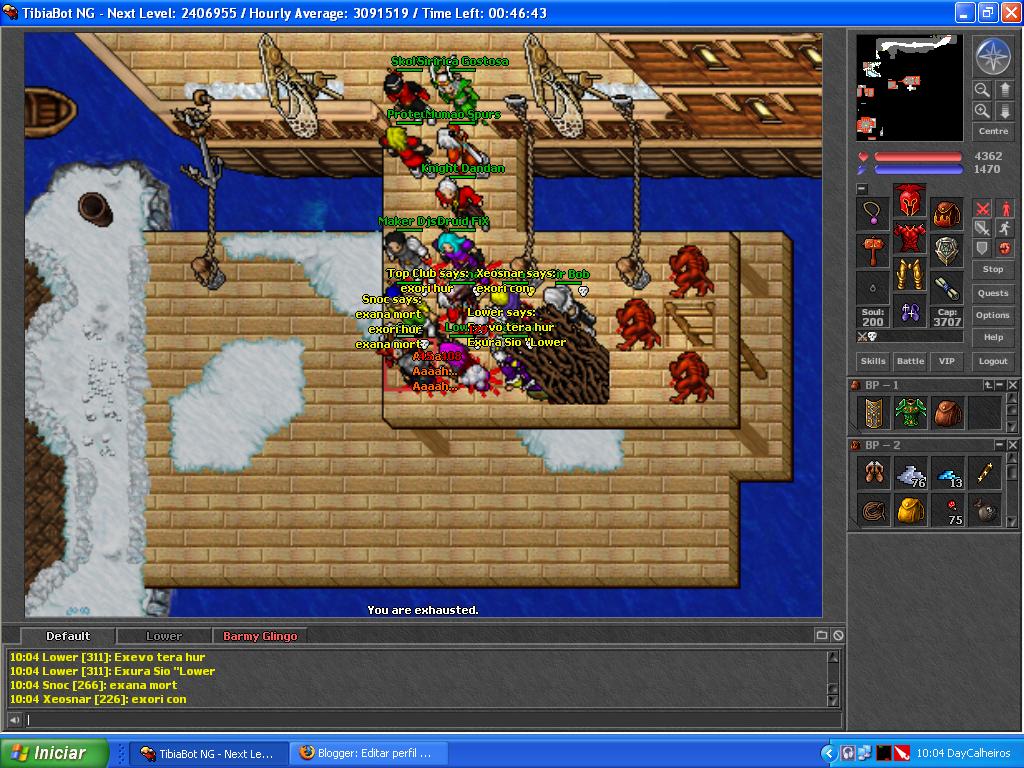 TibiaBot NG - Next Level: 2406955 / Hourly Average: 3091519 / Time Left: 00:46:43
Gostosa
Spurs
Knight Dandan
Druid FiX
Top Club says:
exori hur
Xeosnar says:
exori con
Bob
Snoc says:
exana mort
exori hur
exana mort
Lower says:
Exevo tera hur
Exura Sio "Lower
Aaaah...
Aaaah...
You are exhausted.
Centre
4362
1470
Stop
Quests
Options
Help
Soul:
200
Cap:
3707
Skills
Battle
VIP
Logout
BP - 1
BP - 2
76
13
75
Default
Lower
Barmy Glingo
10:04 Lower [311]: Exevo tera hur
10:04 Lower [311]: Exura Sio "Lower
10:04 Snoc [266]: exana mort
10:04 Xeosnar [226]: exori con
Iniciar
TibiaBot NG - Next Le...
Blogger: Editar perfil ...
10:04 DayCalheiros